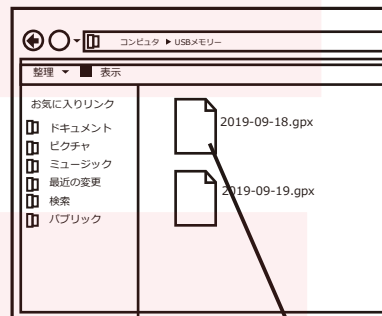 コンピュタ ▶ USBメモリー
整理 ▼ ■ 表示
お気に入りリンク
ドキュメント
ピクチャ
ミュージック
最近の変更
検索
パブリック
2019-09-18.gpx
2019-09-19.gpx